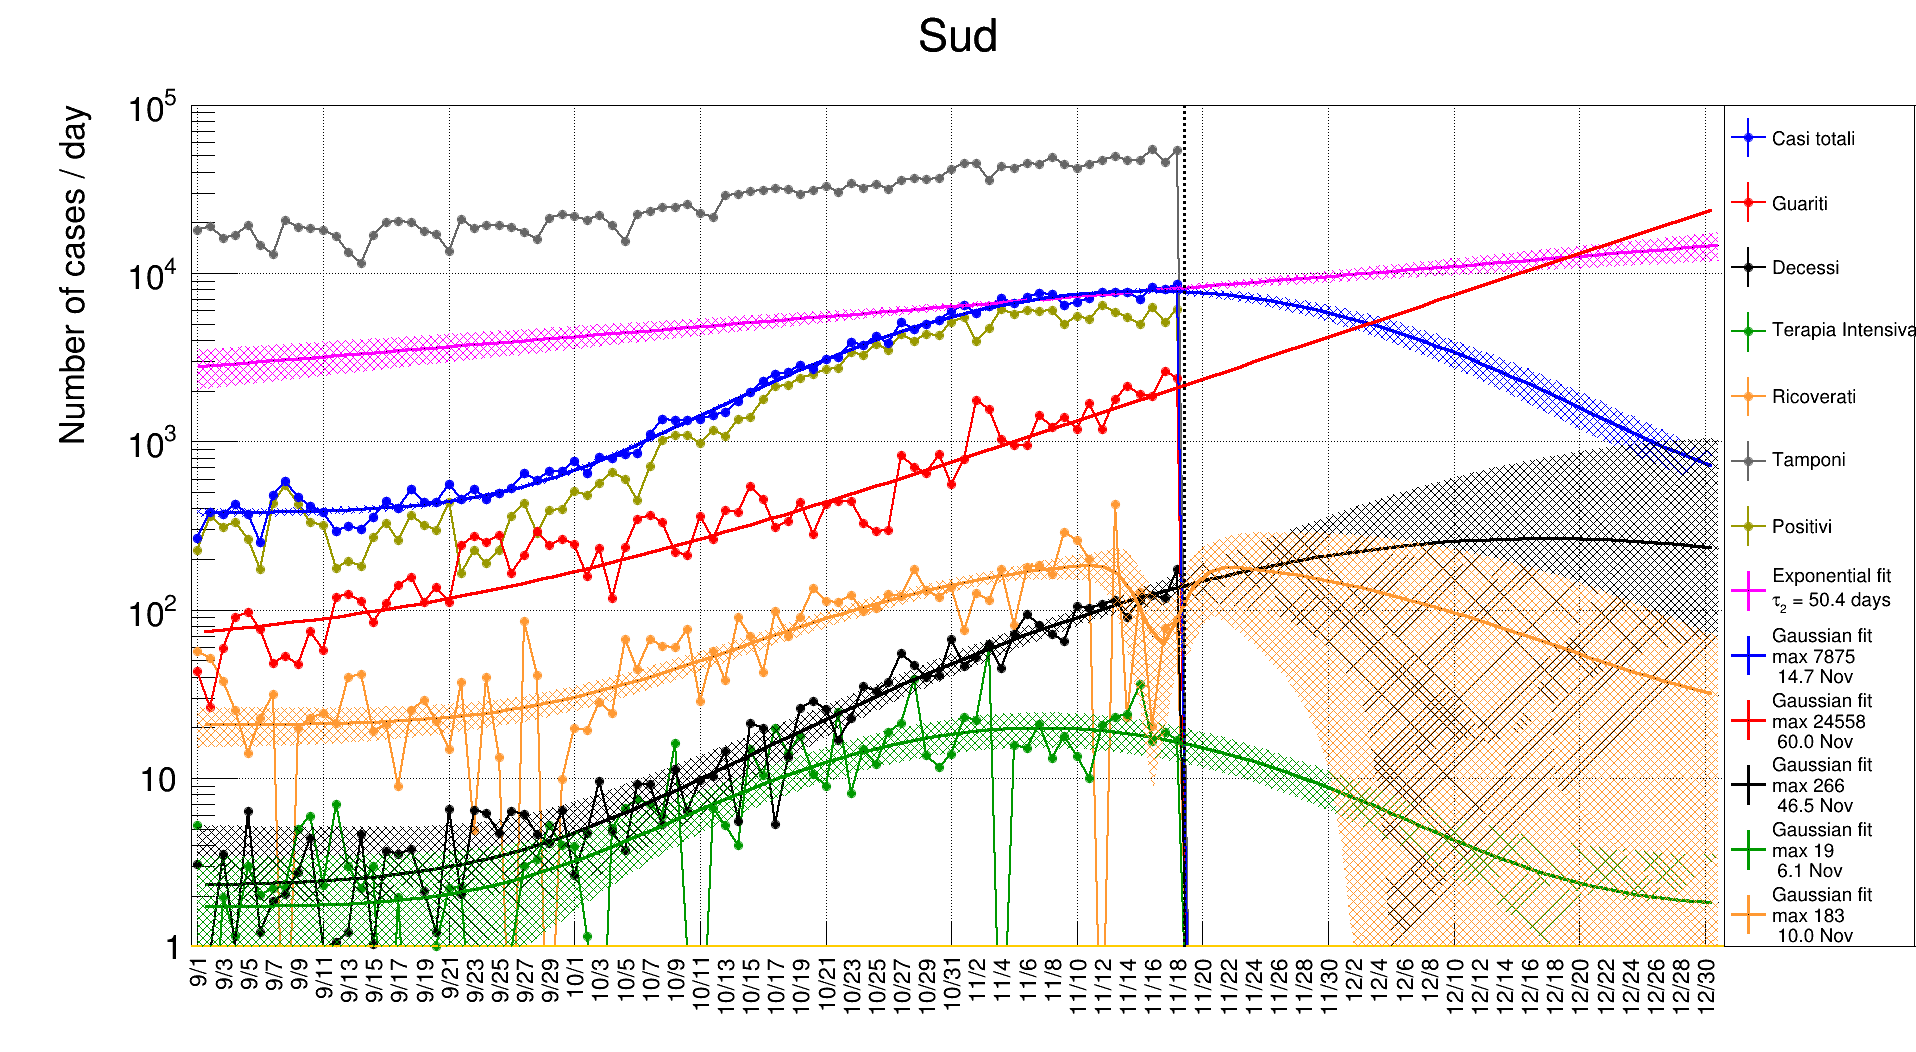 Sud
Number of cases / day
10^5
10^4
10^3
10^2
10
1
9/1
9/3
9/5
9/7
9/9
9/11
9/13
9/15
9/17
9/19
9/21
9/23
9/25
9/27
9/29
10/1
10/3
10/5
10/7
10/9
10/11
10/13
10/15
10/17
10/19
10/21
10/23
10/25
10/27
10/29
10/31
11/2
11/4
11/6
11/8
11/10
11/12
11/14
11/16
11/18
11/20
11/22
11/24
11/26
11/28
11/30
12/2
12/4
12/6
12/8
12/10
12/12
12/14
12/16
12/18
12/20
12/22
12/24
12/26
12/28
12/30
Casi totali
Guariti
Decessi
Terapia Intensiva
Ricoverati
Tamponi
Positivi
Exponential fit
τ₂ = 50.4 days
Gaussian fit
max 7875
14.7 Nov
Gaussian fit
max 24558
60.0 Nov
Gaussian fit
max 266
46.5 Nov
Gaussian fit
max 19
6.1 Nov
Gaussian fit
max 183
10.0 Nov